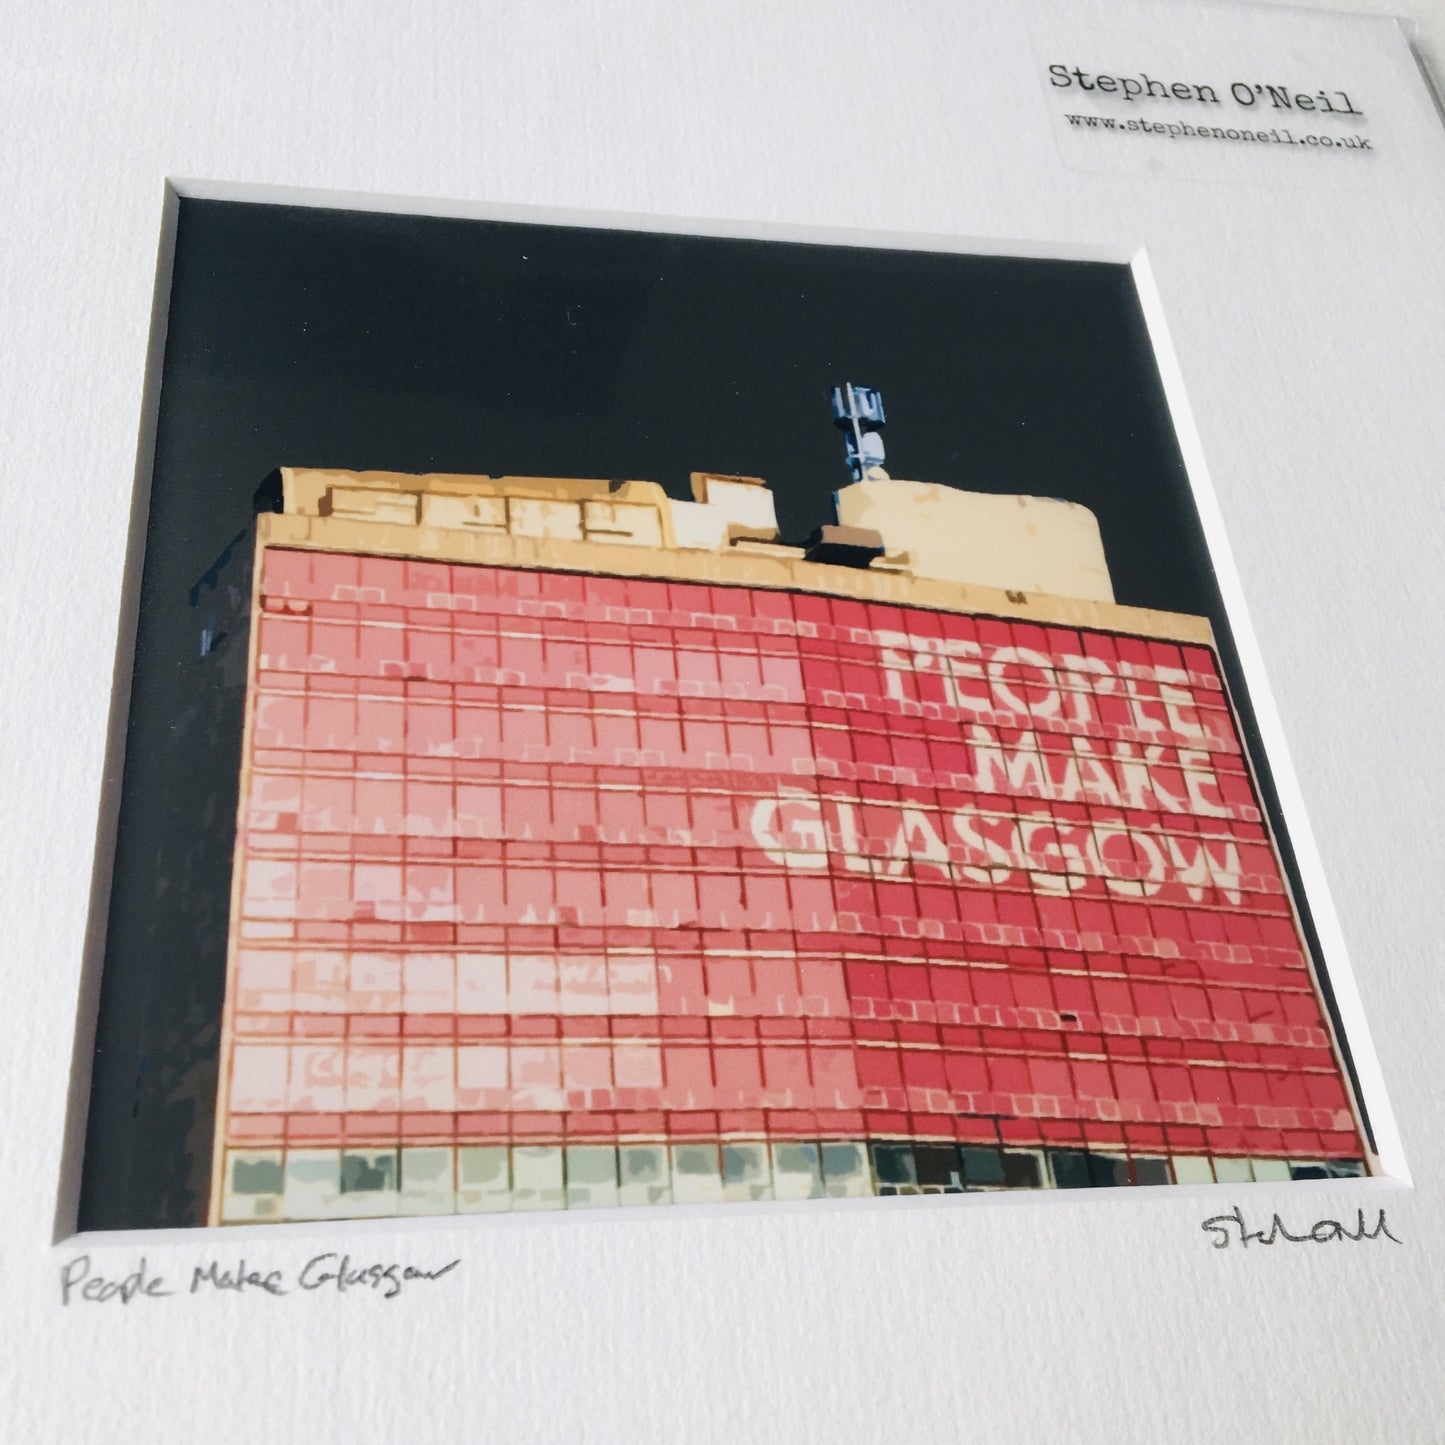 Stephen O'Neil
www.stephenoneil.co.uk
PEOPLE
MAKE
GLASGOW
People Make Glasgow